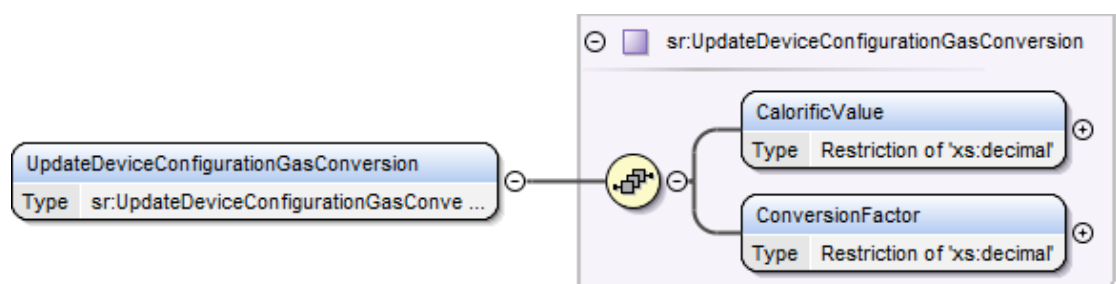 sr:UpdateDeviceConfigurationGasConversion
CalorificValue
Type Restriction of 'xs:decimal'
UpdateDeviceConfigurationGasConversion
Type sr:UpdateDeviceConfigurationGasConve ...
ConversionFactor
Type Restriction of 'xs:decimal'